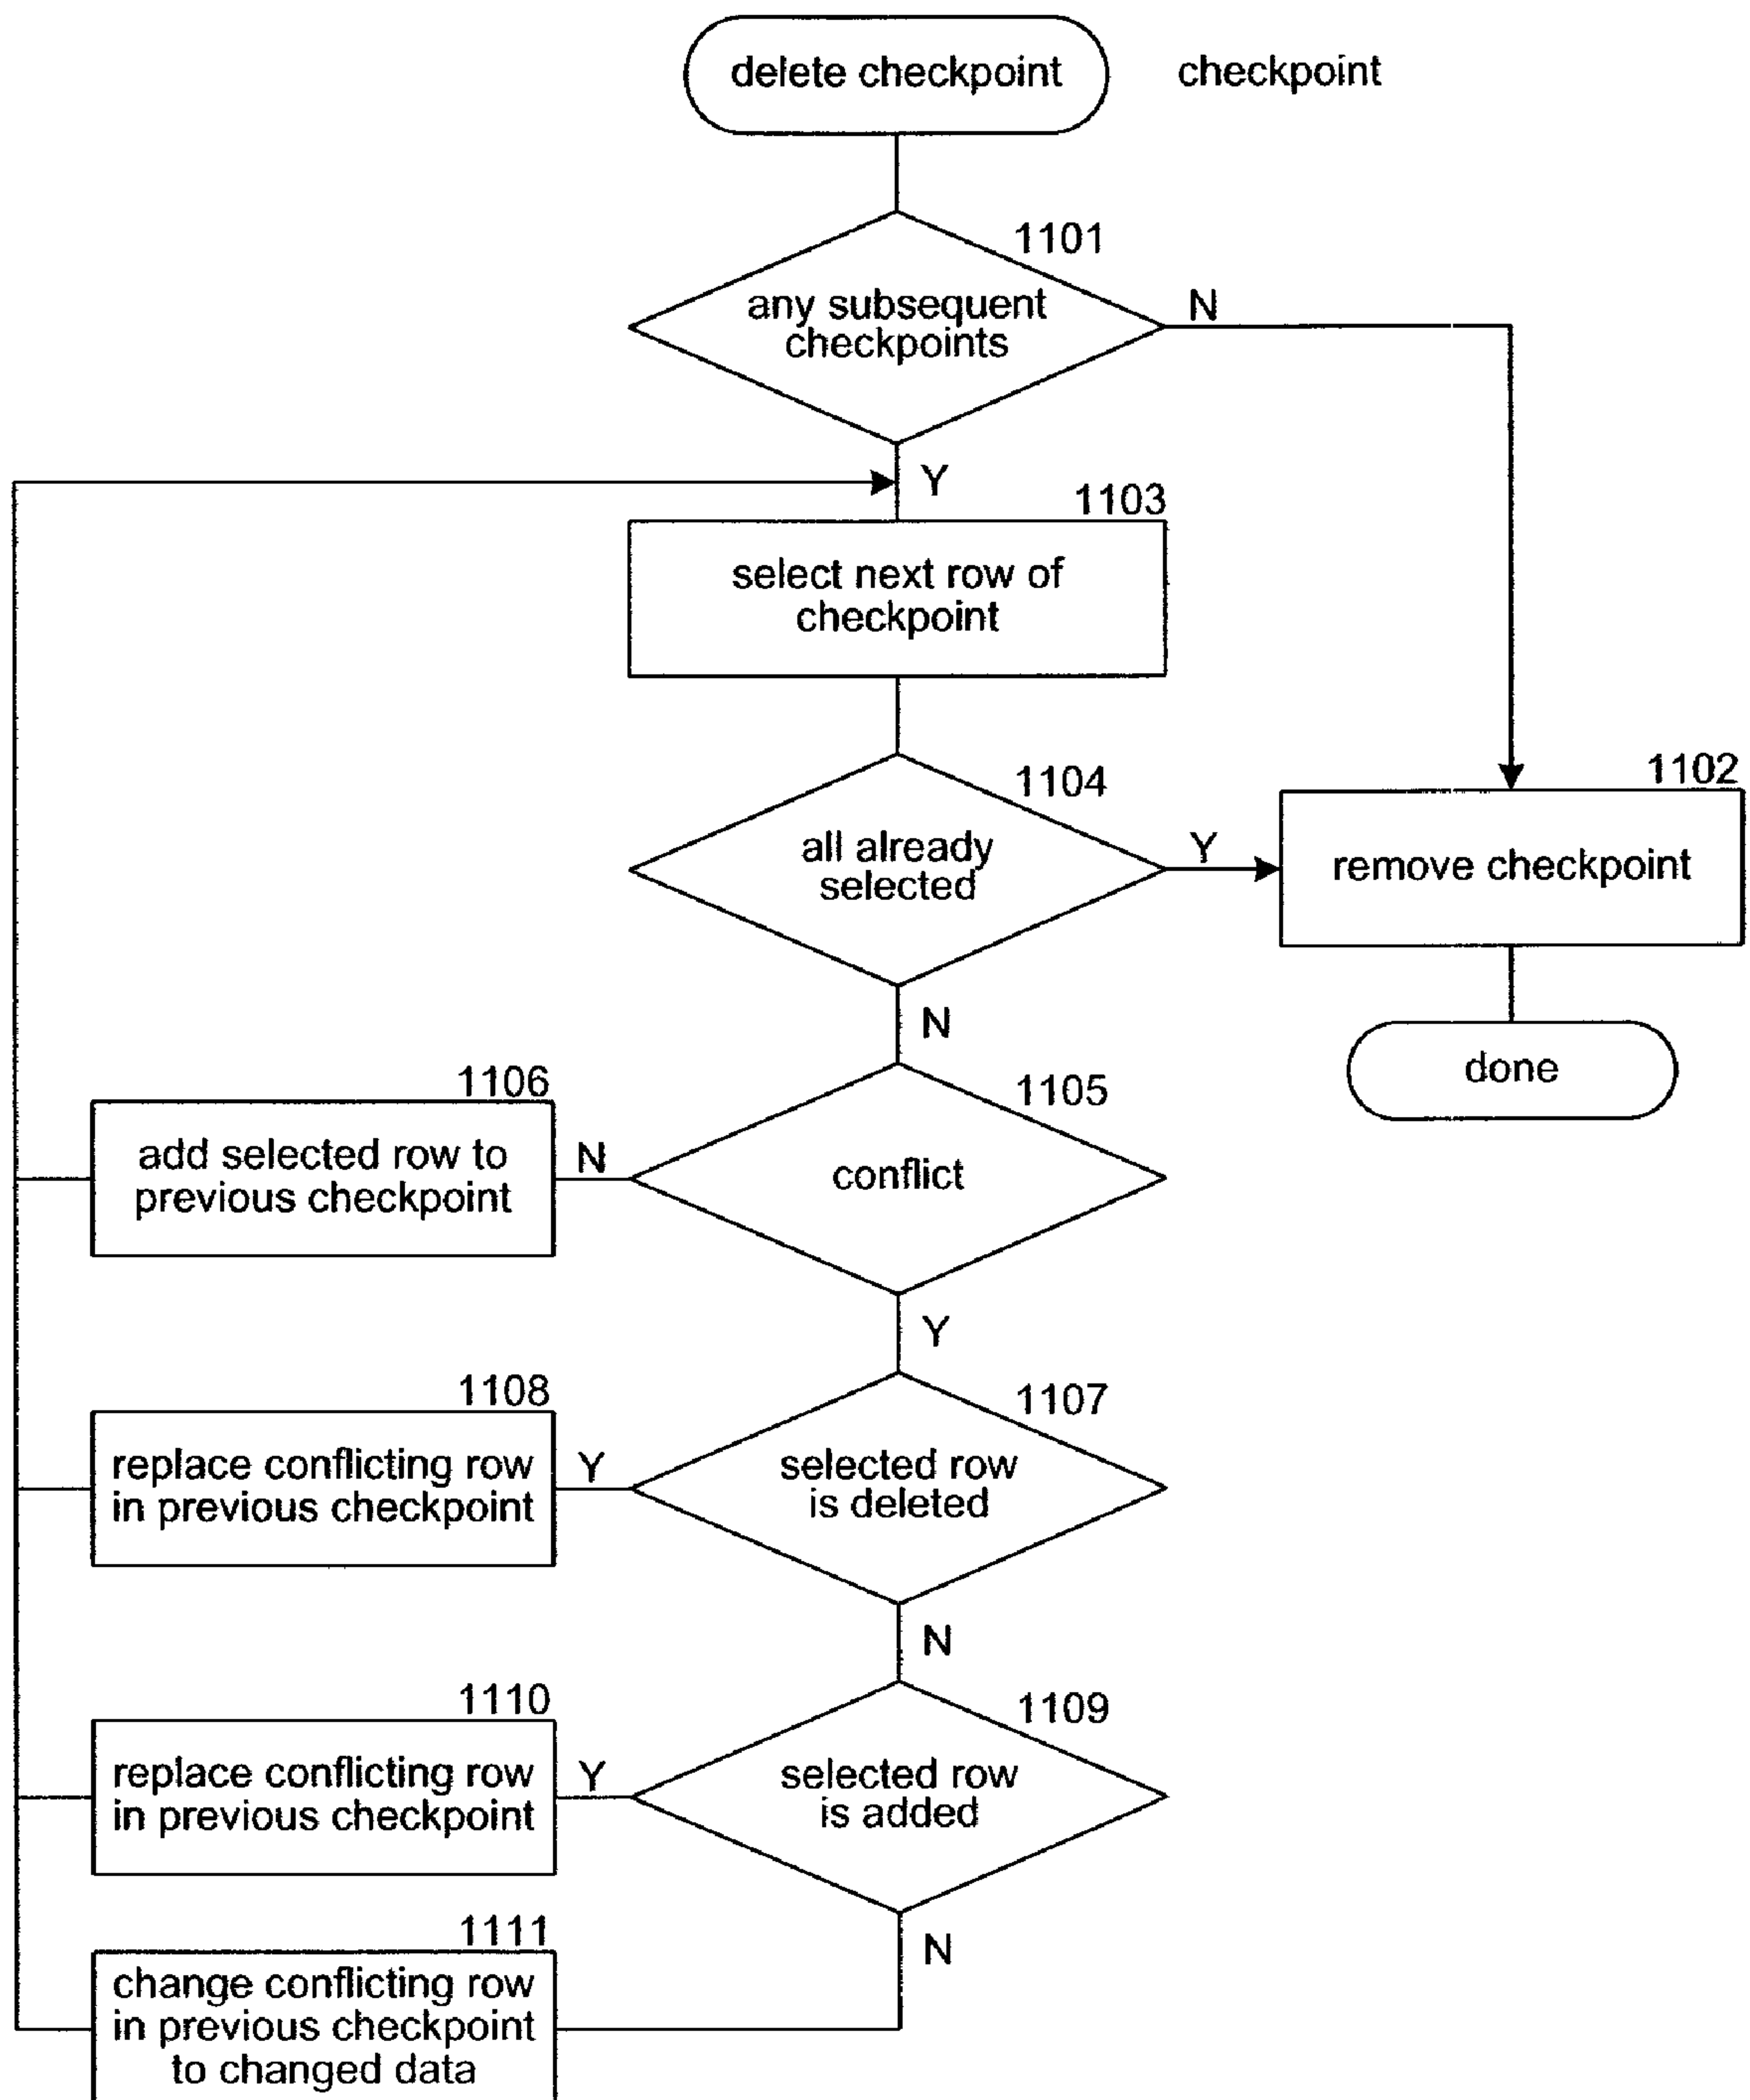 delete checkpoint
checkpoint
1101
any subsequent
checkpoints
N
Y
1103
select next row of
checkpoint
1104
all already
selected
Y
1102
remove checkpoint
N
done
1106
add selected row to
previous checkpoint
N
1105
conflict
Y
1108
replace conflicting row
in previous checkpoint
Y
1107
selected row
is deleted
N
1110
replace conflicting row
in previous checkpoint
Y
1109
selected row
is added
N
1111
change conflicting row
in previous checkpoint
to changed data